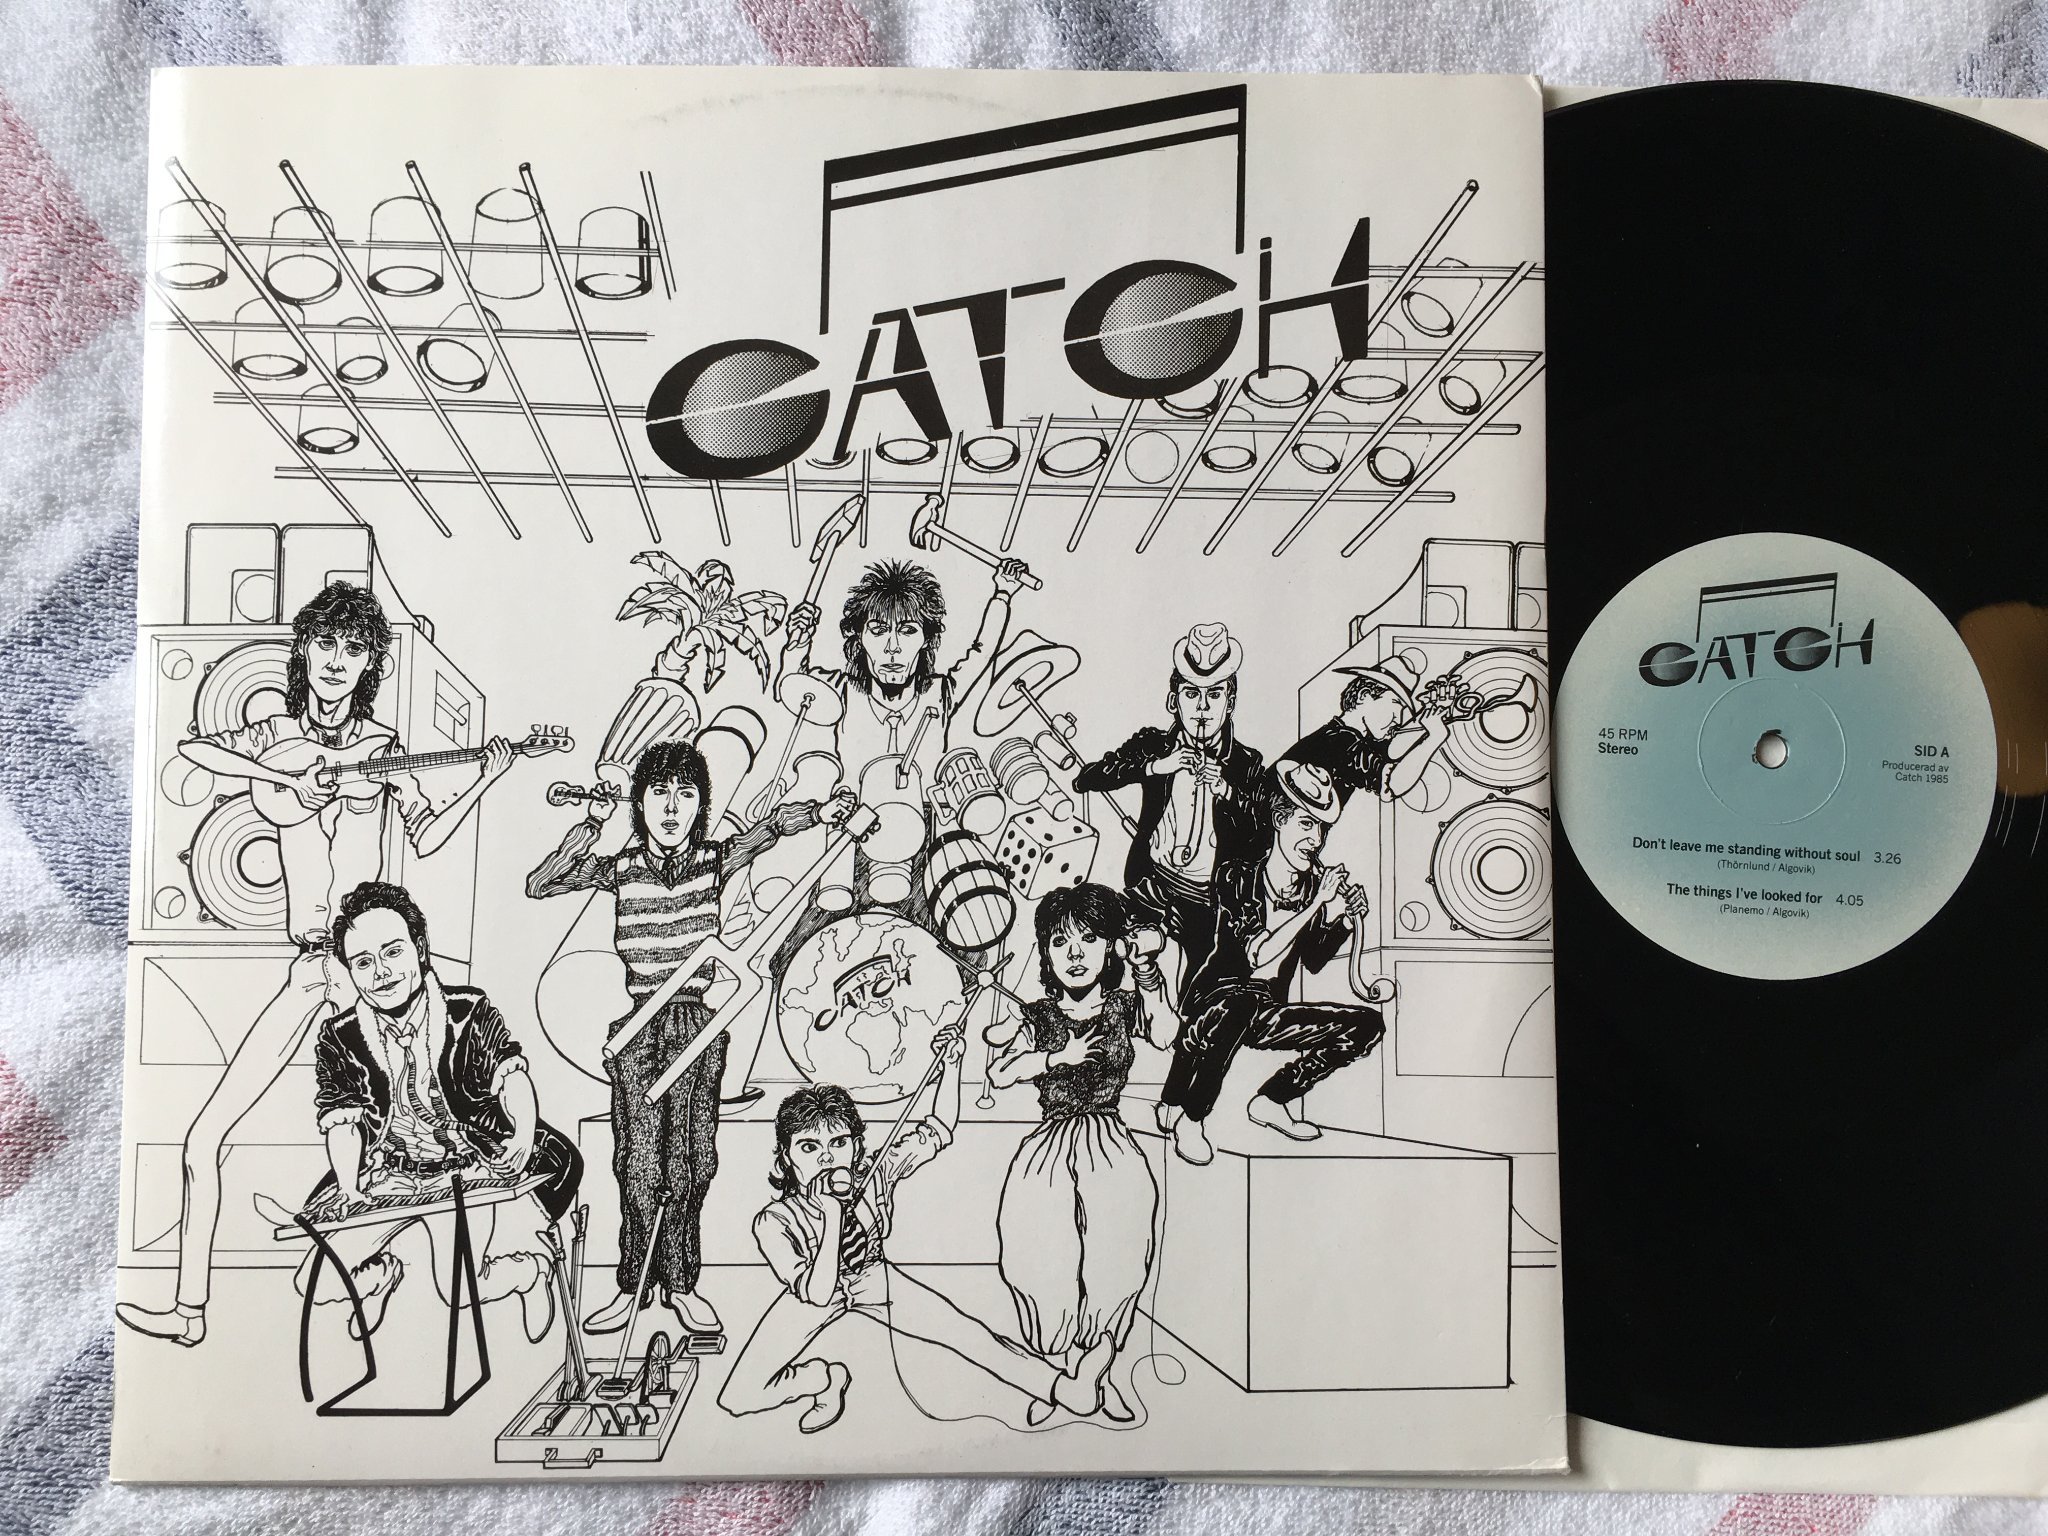 CATCH
CATCH
CATCH
45 RPM
Stereo
SID A
Producerad av
Catch 1985
Don't leave me standing without soul 3.26
(Thörnlund / Algovik)
The things I've looked for 4.05
(Planemo / Algovik)